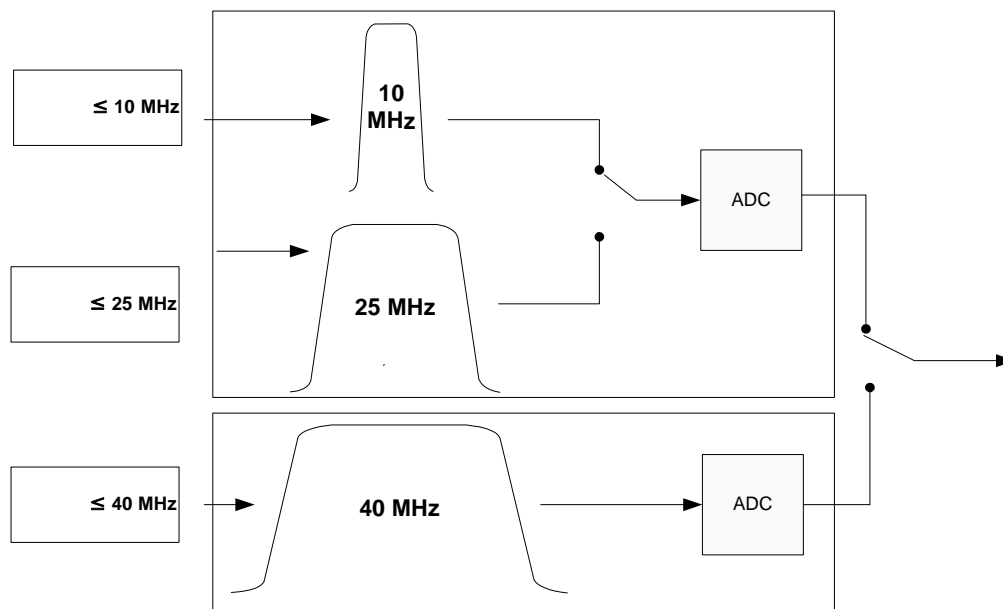 ≤ 10 MHz
10
MHz
ADC
≤ 25 MHz
25 MHz
≤ 40 MHz
40 MHz
ADC